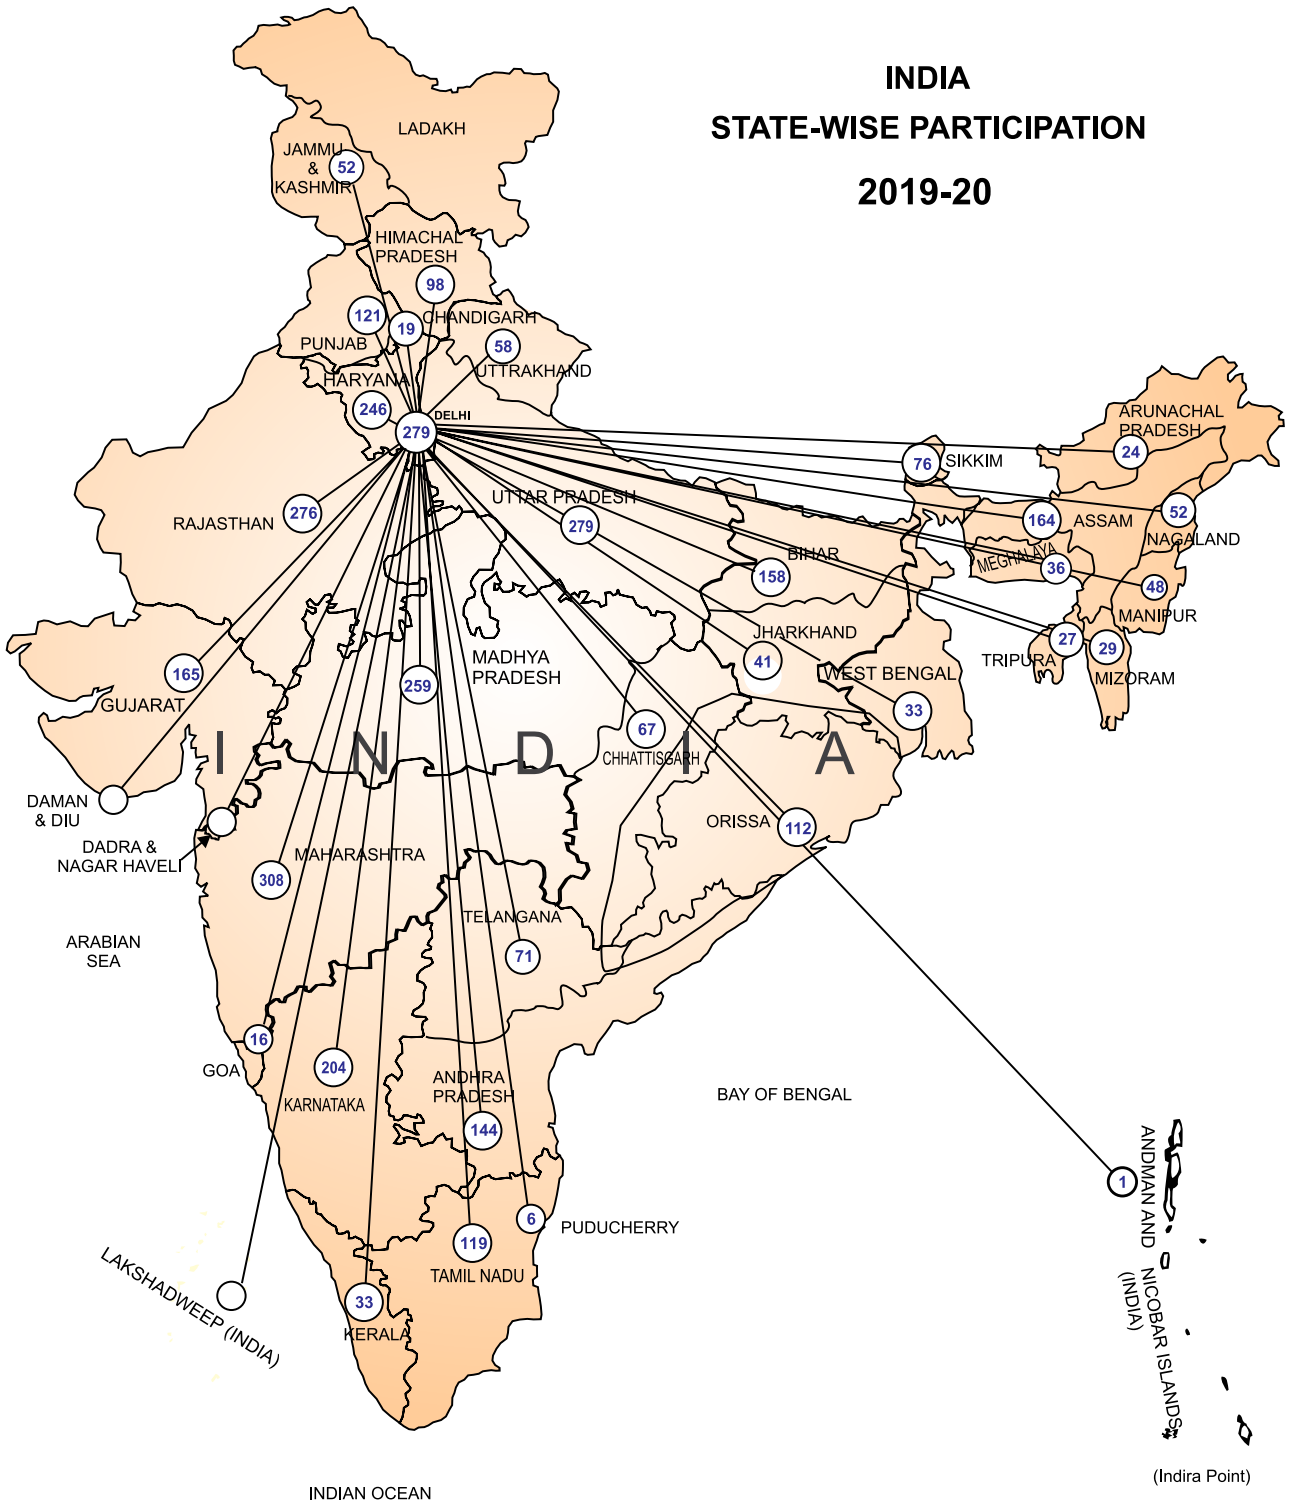 INDIA
STATE-WISE PARTICIPATION
2019-20
LADAKH
JAMMU
&
KASHMIR
52
HIMACHAL
PRADESH
98
121
PUNJAB
19
CHANDIGARH
58
UTTRAKHAND
HARYANA
246
DELHI
279
ARUNACHAL
PRADESH
24
76
SIKKIM
RAJASTHAN
276
UTTAR PRADESH
279
164
ASSAM
52
NAGALAND
BIHAR
158
MEGHALAYA
36
48
MANIPUR
JHARKHAND
41
27
TRIPURA
29
MIZORAM
165
GUJARAT
259
MADHYA
PRADESH
WEST BENGAL
33
67
CHHATTISGARH
I N D I A
DAMAN
& DIU
DADRA &
NAGAR HAVELI
ORISSA
112
MAHARASHTRA
308
TELANGANA
71
ARABIAN
SEA
16
GOA
204
KARNATAKA
ANDHRA
PRADESH
144
BAY OF BENGAL
1
ANDMAN AND
NICOBAR ISLANDS
(INDIA)
6
PUDUCHERRY
119
TAMIL NADU
LAKSHADWEEP (INDIA)
33
KERALA
(Indira Point)
INDIAN OCEAN